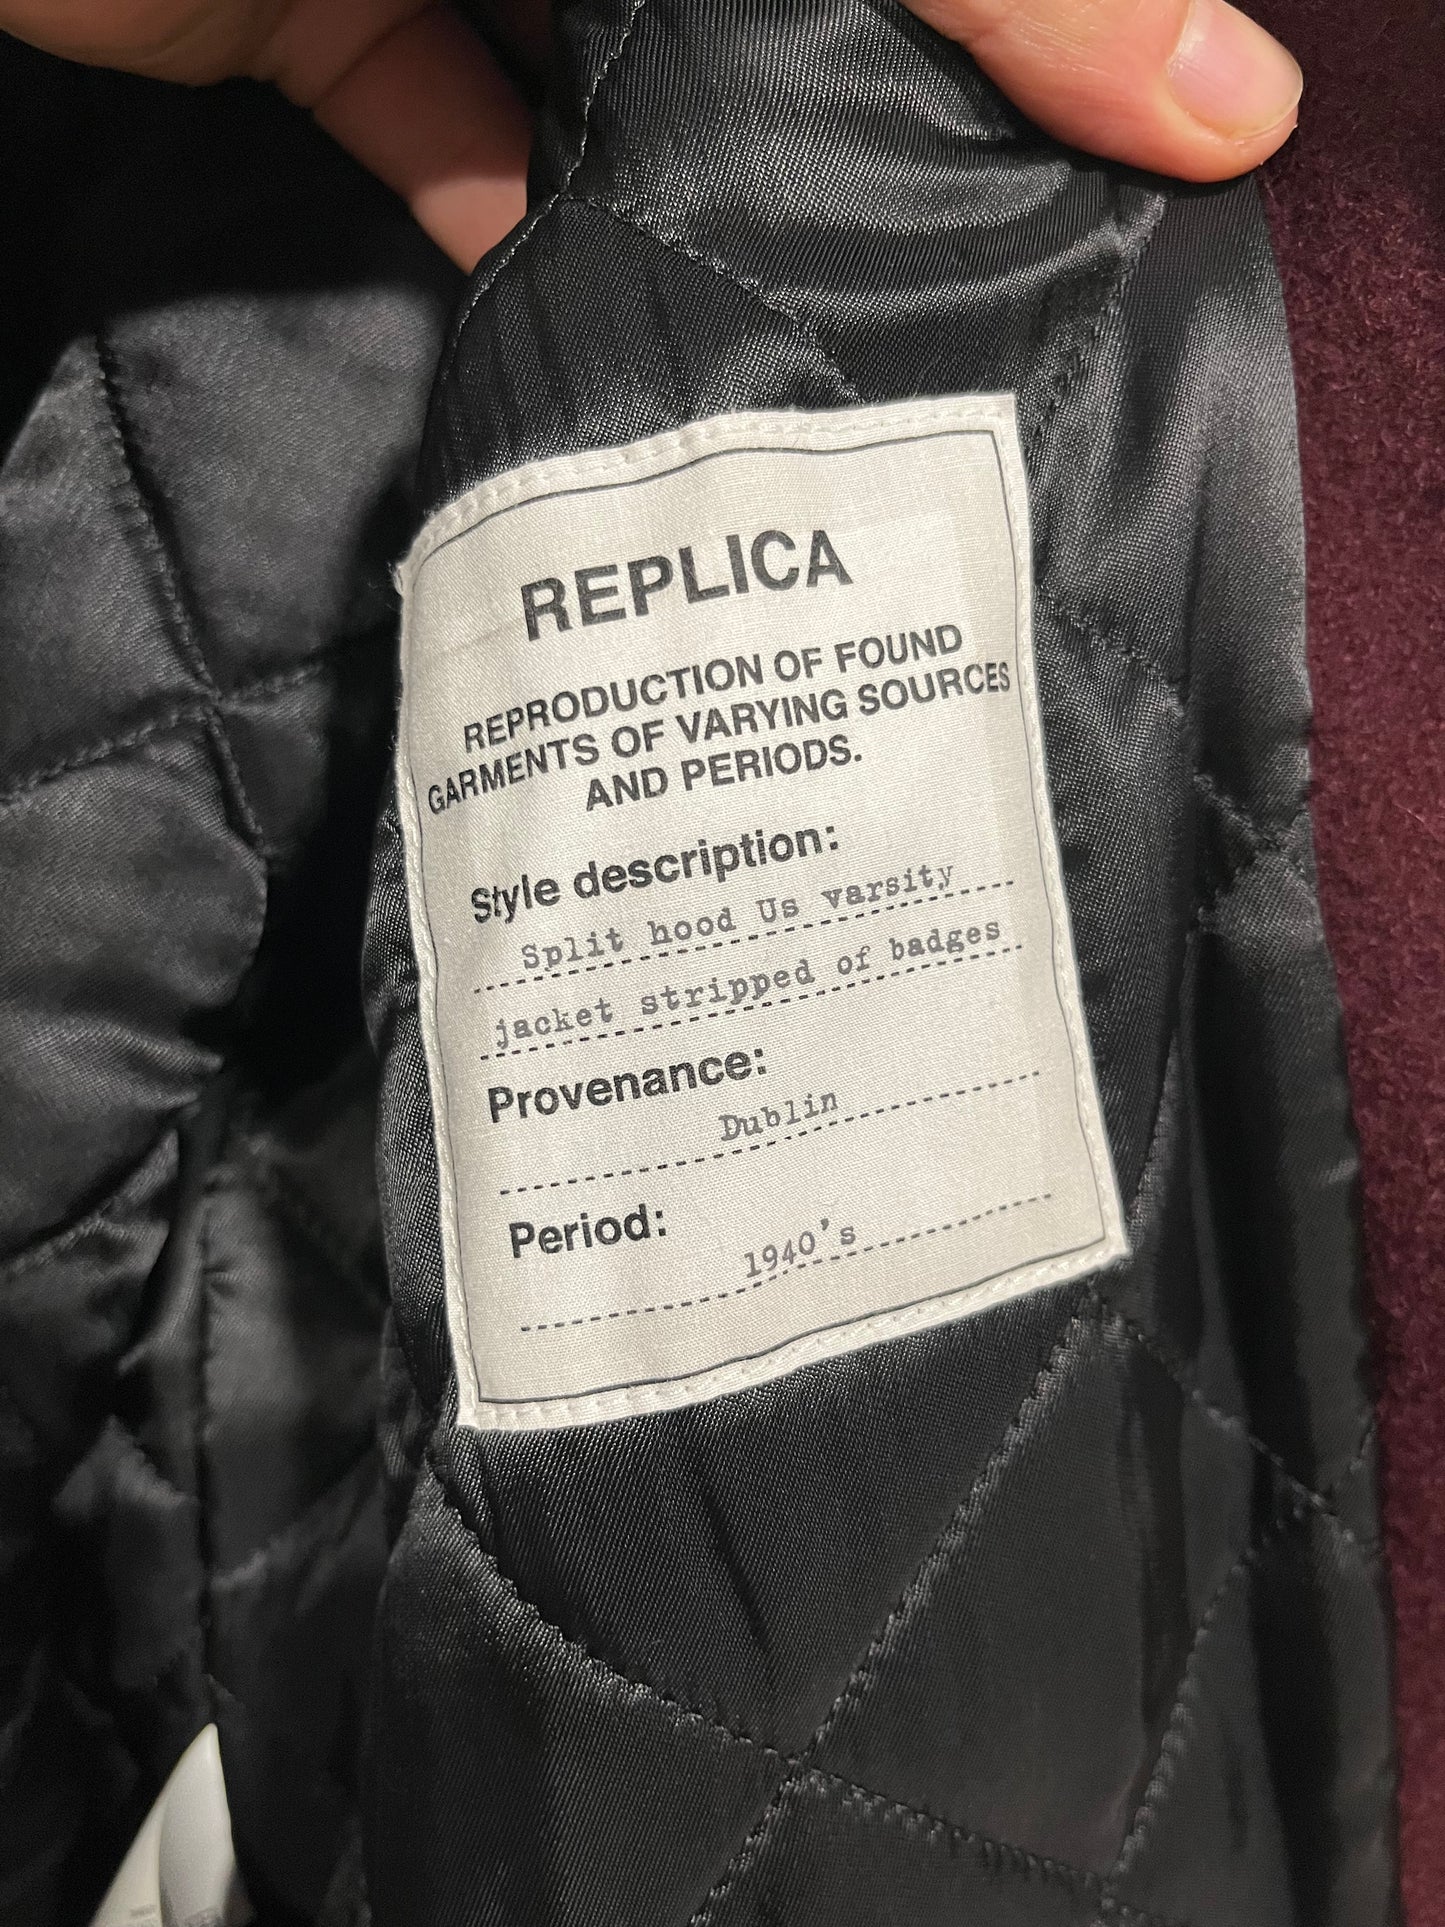 REPLICA
REPRODUCTION OF FOUND
GARMENTS OF VARYING SOURCES
AND PERIODS.
Style description:
Split hood Us varsity
jacket stripped of badges
Provenance:
Dublin
Period:
1940's